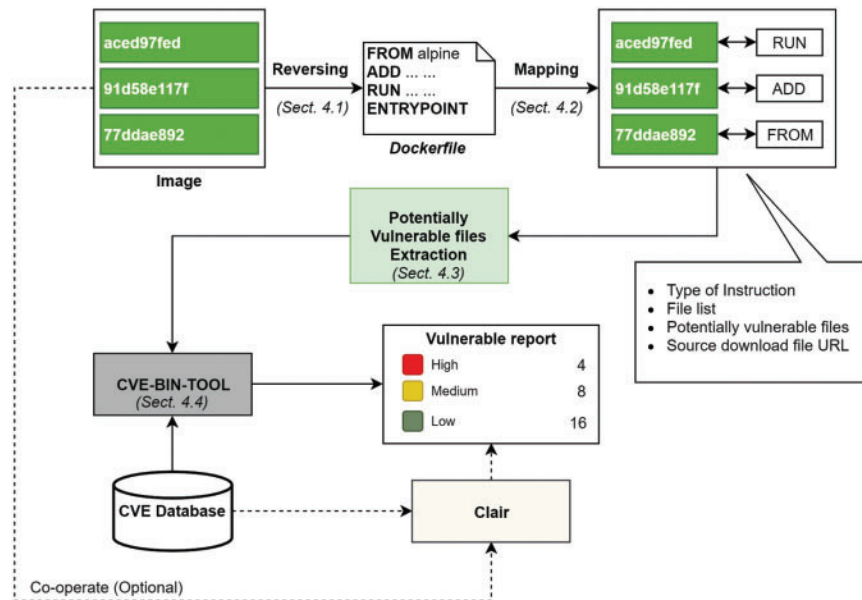 aced97fed
91d58e117f
77ddae892
Image
Reversing
(Sect. 4.1)
FROM alpine
ADD ... ...
RUN ... ...
ENTRYPOINT
Dockerfile
Mapping
(Sect. 4.2)
aced97fed
RUN
91d58e117f
ADD
77ddae892
FROM
Potentially
Vulnerable files
Extraction
(Sect. 4.3)
• Type of Instruction
• File list
• Potentially vulnerable files
• Source download file URL
CVE-BIN-TOOL
(Sect. 4.4)
Vulnerable report
High 4
Medium 8
Low 16
CVE Database
Clair
Co-operate (Optional)